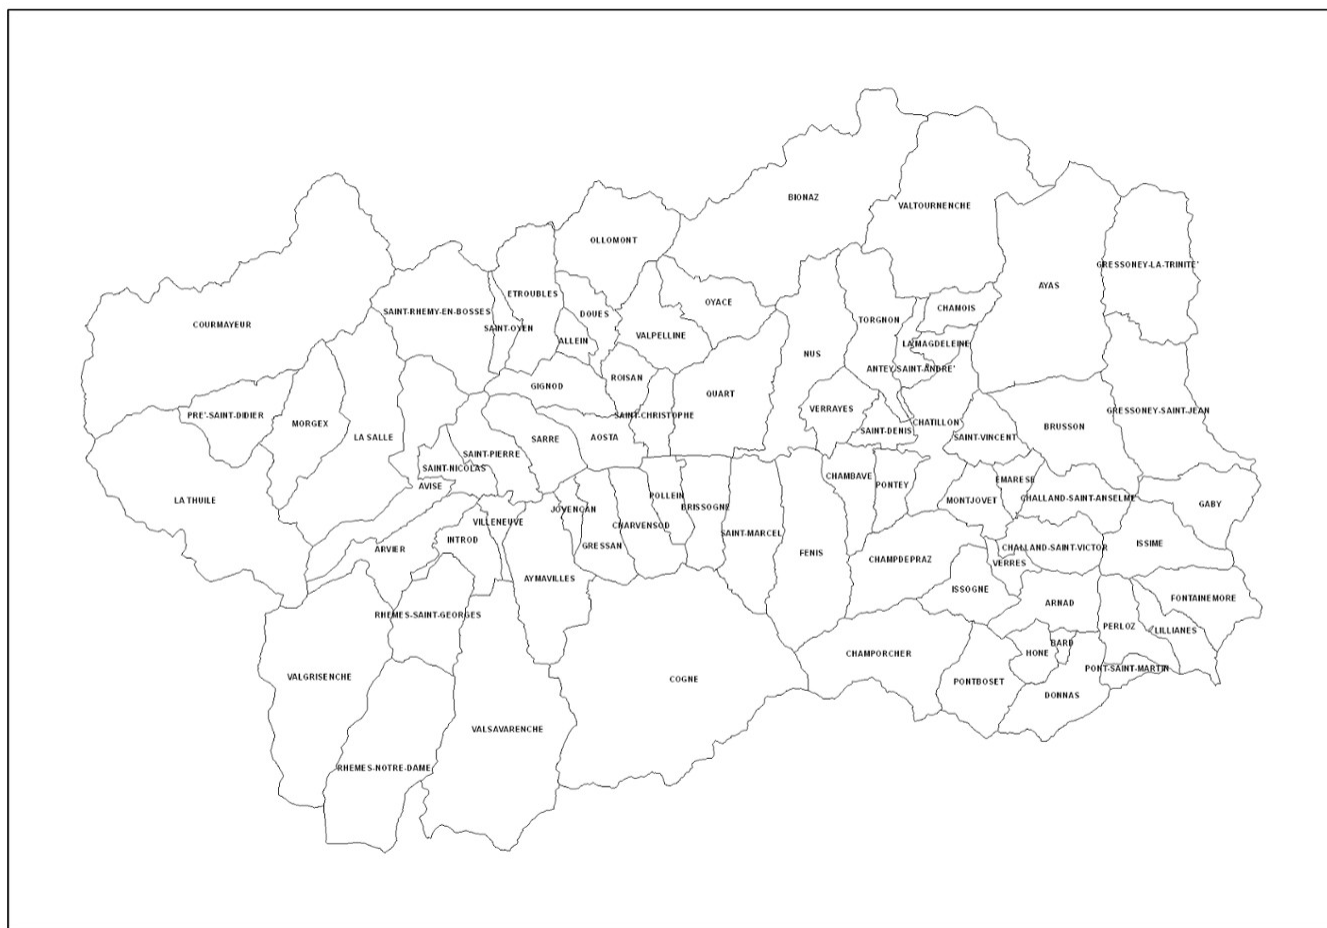 BIONAZ
VALTOURNENCHE
OLLOMONT
GRESSONEY-LA-TRINITE'
AYAS
ETROUBLES
OYACE
SAINT-RHEMY-EN-BOSSES
CHAMOIS
DOUES
TORGNON
COURMAYEUR
SAINT-OYEN
VALPELLINE
ALLEIN
LA MAGDELEINE
NUS
ANTEY-SAINT-ANDRE'
ROISAN
GIGNOD
QUART
VERRAYES
GRESSONEY-SAINT-JEAN
PRE'-SAINT-DIDIER
SAINT-CHRISTOPHE
MORGEX
CHATILLON
BRUSSON
SAINT-DENIS
LA SALLE
SARRE
AOSTA
SAINT-VINCENT
SAINT-PIERRE
SAINT-NICOLAS
CHAMBAVE
EMARESE
AVISE
PONTEY
LA THUILE
POLLEIN
MONTJOVET
CHALLAND-SAINT-ANSELME
GABY
BRISSOGNE
JOVENCAN
VILLENEUVE
CHARVENSOD
SAINT-MARCEL
INTROD
GRESSAN
ISSIME
ARVIER
CHALLAND-SAINT-VICTOR
FENIS
CHAMPDEPRAZ
VERRES
AYMAVILLES
ISSOGNE
FONTAINEMORE
ARNAD
RHEMES-SAINT-GEORGES
PERLOZ
LILLIANES
BARD
HONE
CHAMPORCHER
PONT-SAINT-MARTIN
VALGRISENCHE
COGNE
PONTBOSET
DONNAS
VALSAVARENCHE
RHEMES-NOTRE-DAME